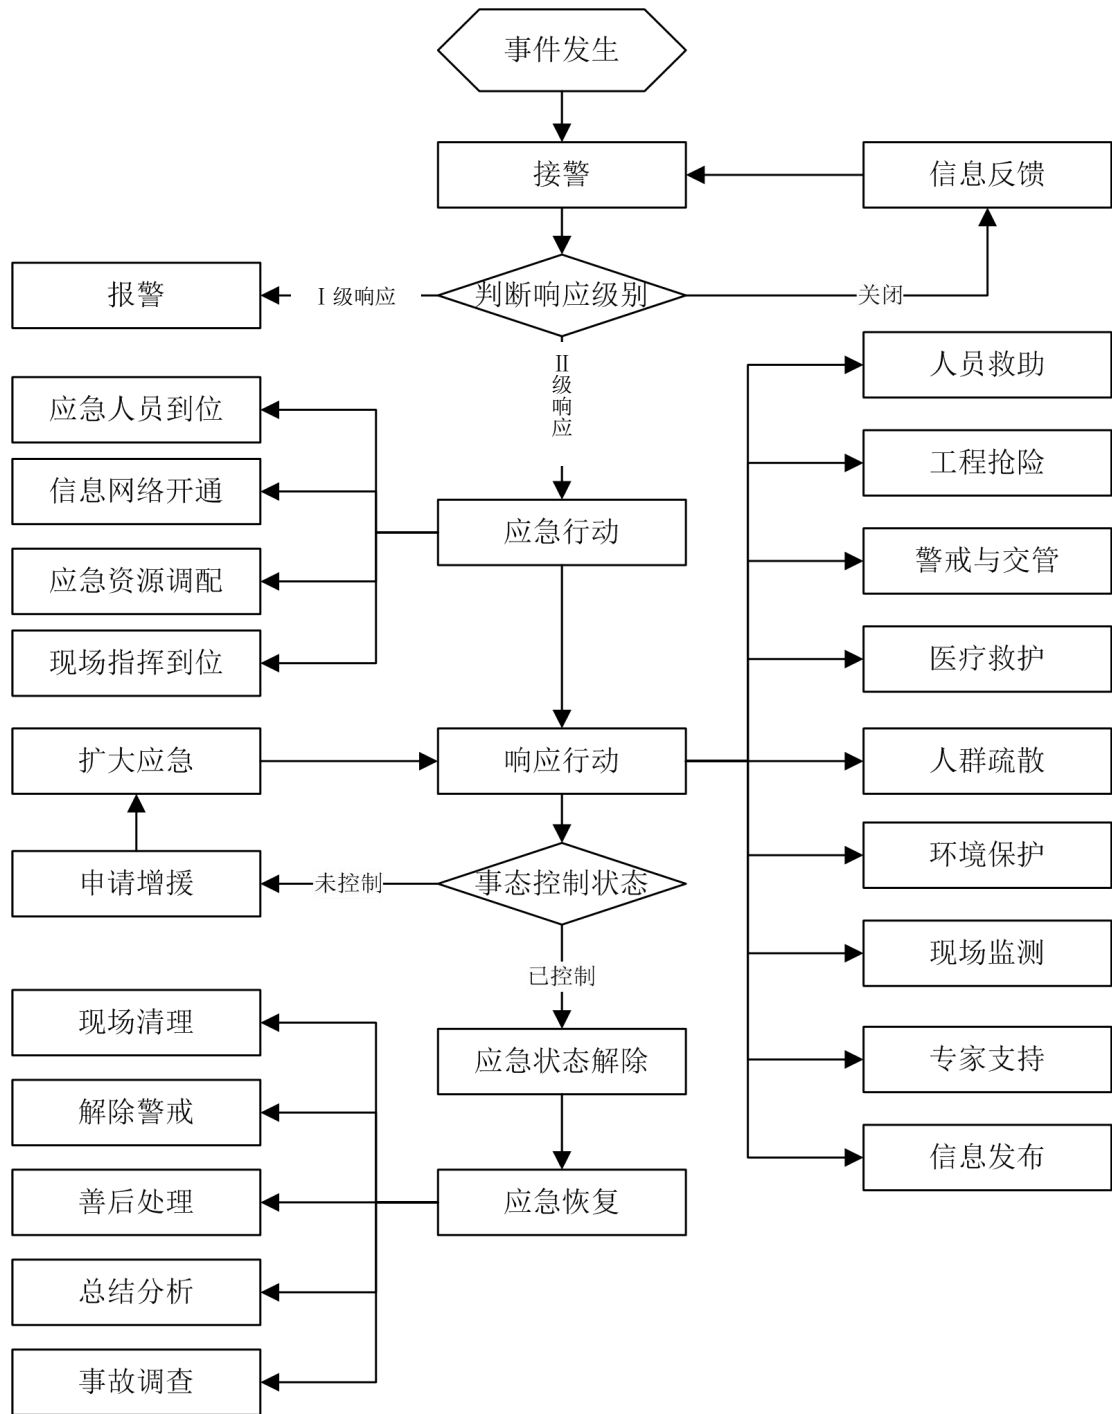 事件发生
接警
信息反馈
报警
Ⅰ级响应
判断响应级别
关闭
Ⅱ级响应
人员救助
应急人员到位
工程抢险
信息网络开通
应急行动
警戒与交管
应急资源调配
医疗救护
现场指挥到位
扩大应急
响应行动
人群疏散
环境保护
申请增援
未控制
事态控制状态
现场监测
已控制
现场清理
应急状态解除
专家支持
解除警戒
信息发布
善后处理
应急恢复
总结分析
事故调查